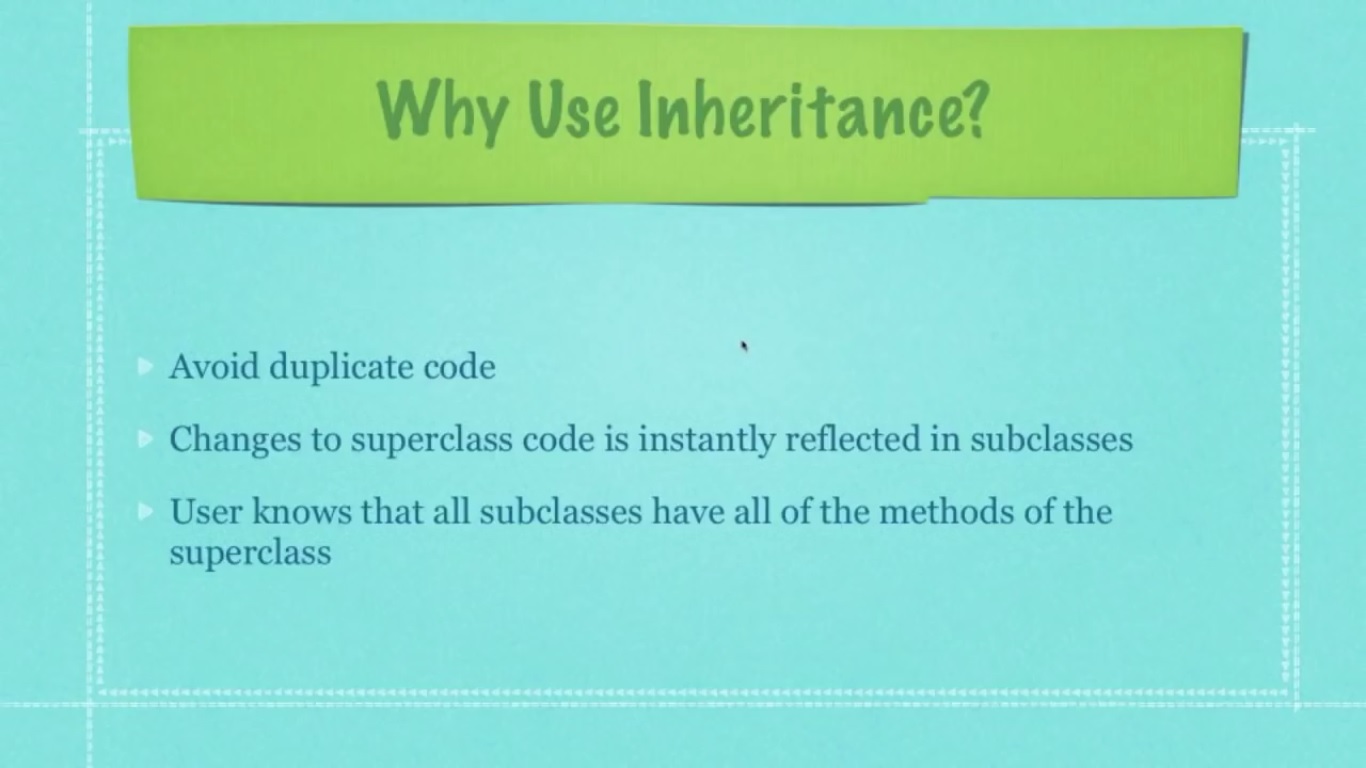 Why Use Inheritance?
Avoid duplicate code
Changes to superclass code is instantly reflected in subclasses
User knows that all subclasses have all of the methods of the
superclass